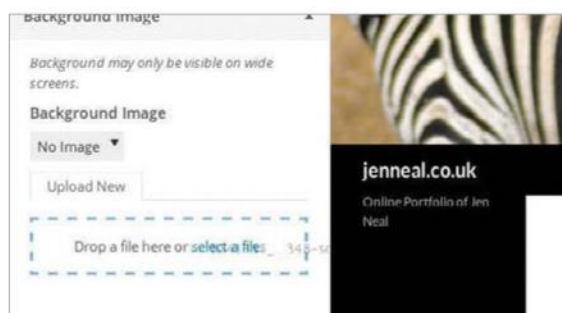 Background Image
Background may only be visible on wide
screens.
Background Image
No Image
Upload New
Drop a file here or select a file
jenneal.co.uk
Online Portfolio of Jen
Neal